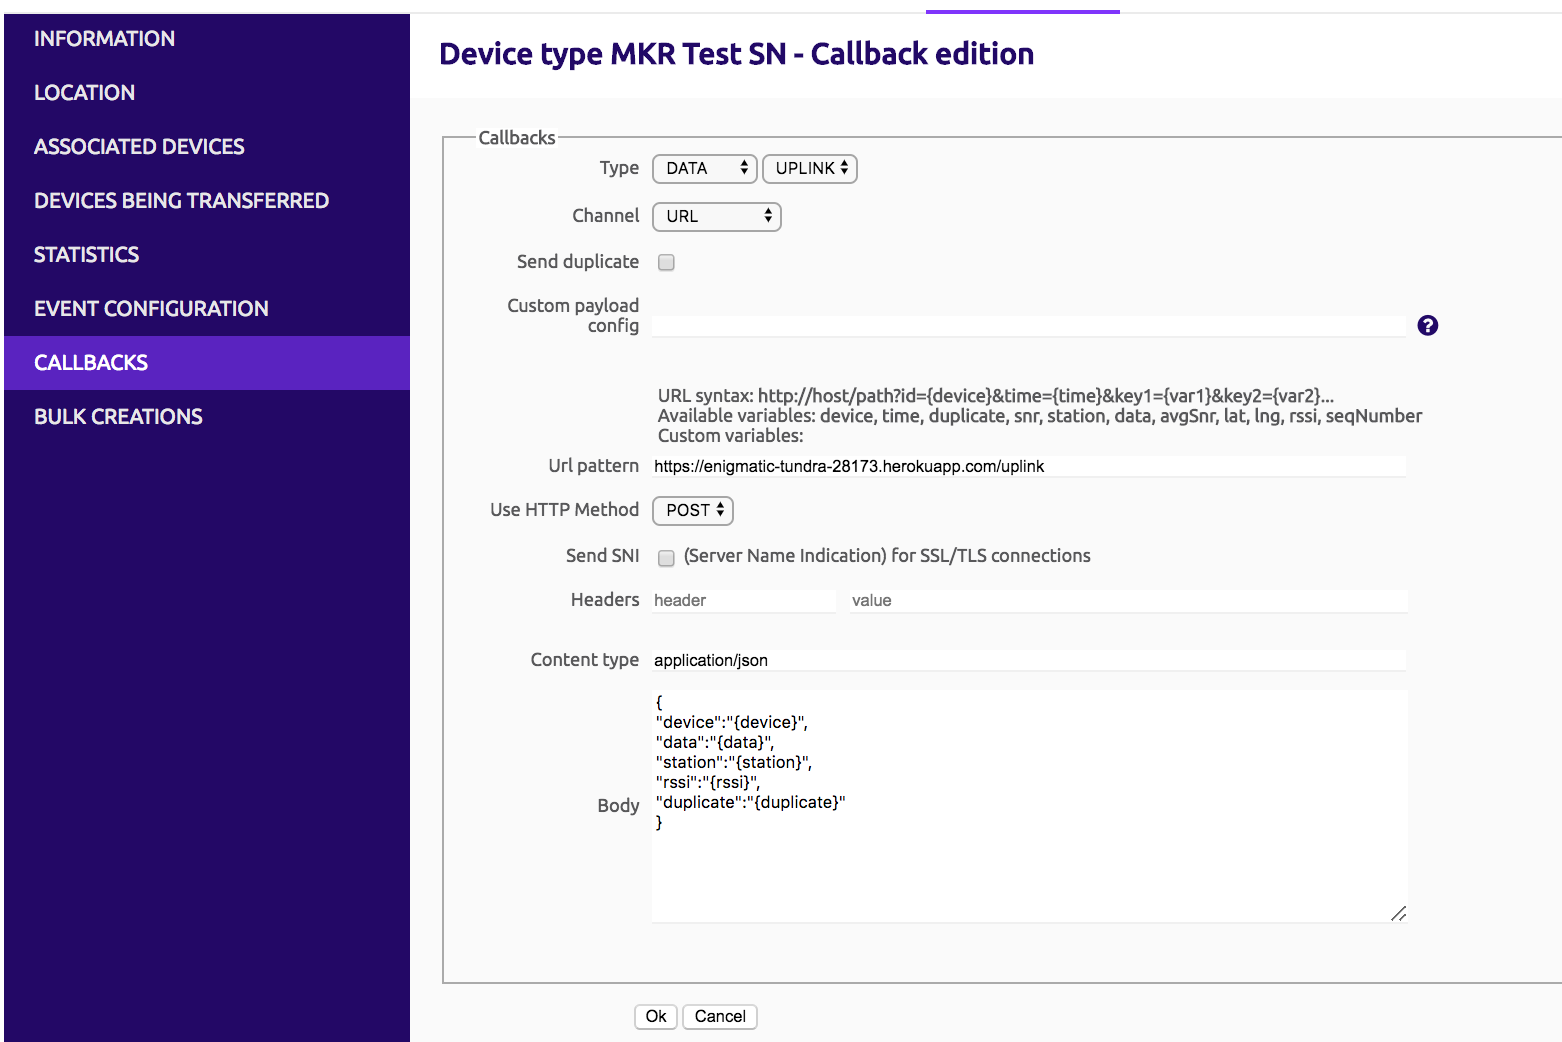 INFORMATION
LOCATION
ASSOCIATED DEVICES
DEVICES BEING TRANSFERRED
STATISTICS
EVENT CONFIGURATION
CALLBACKS
BULK CREATIONS
Device type MKR Test SN - Callback edition
Callbacks
Type DATA UPLINK
Channel URL
Send duplicate
Custom payload
config ?
URL syntax: http://host/path?id={device}&time={time}&key1={var1}&key2={var2}...
Available variables: device, time, duplicate, snr, station, data, avgSnr, lat, lng, rssi, seqNumber
Custom variables:
Url pattern https://enigmatic-tundra-28173.herokuapp.com/uplink
Use HTTP Method POST
Send SNI (Server Name Indication) for SSL/TLS connections
Headers header value
Content type application/json
Body
{
"device":"{device}",
"data":"{data}",
"station":"{station}",
"rssi":"{rssi}",
"duplicate":"{duplicate}"
}
Ok Cancel